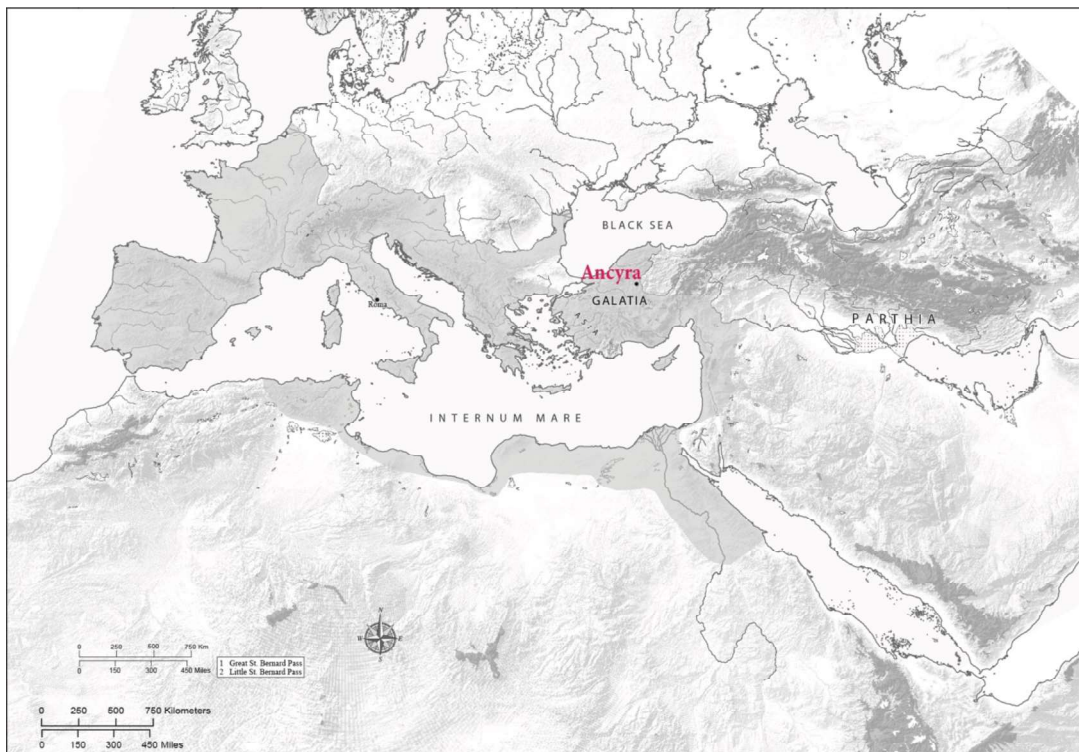 BLACK SEA
Ancyra
GALATIA
Roma
ASIA
PARTHIA
INTERNUM MARE
N
W E
S
0 250 500 750 Km
0 150 300 450 Miles
1 Great St. Bernard Pass
2 Little St. Bernard Pass
0 250 500 750 Kilometers
0 150 300 450 Miles